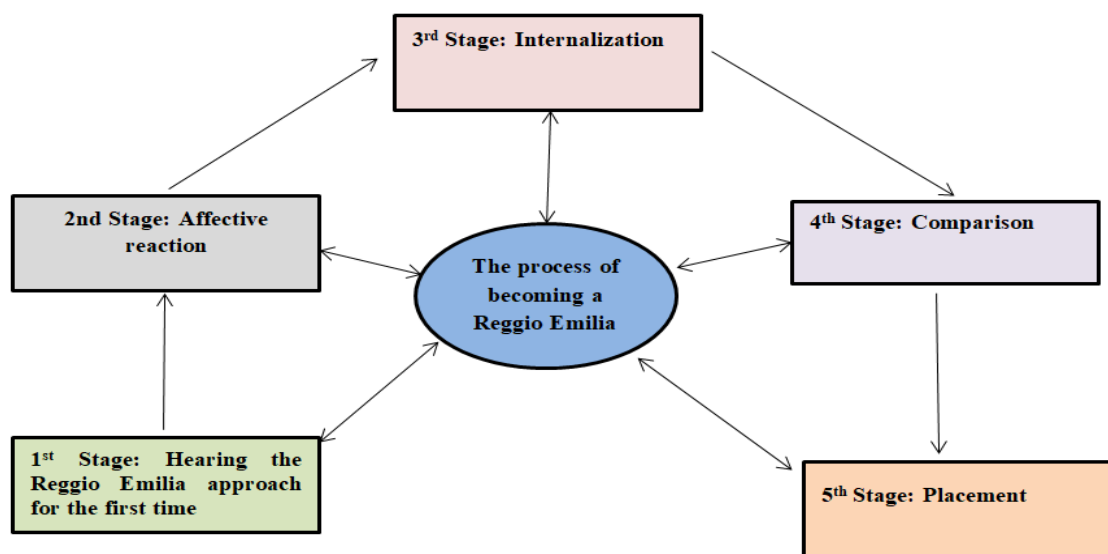 3rd Stage: Internalization
2nd Stage: Affective
reaction
4th Stage: Comparison
The process of
becoming a
Reggio Emilia
1st Stage: Hearing the
Reggio Emilia approach
for the first time
5th Stage: Placement